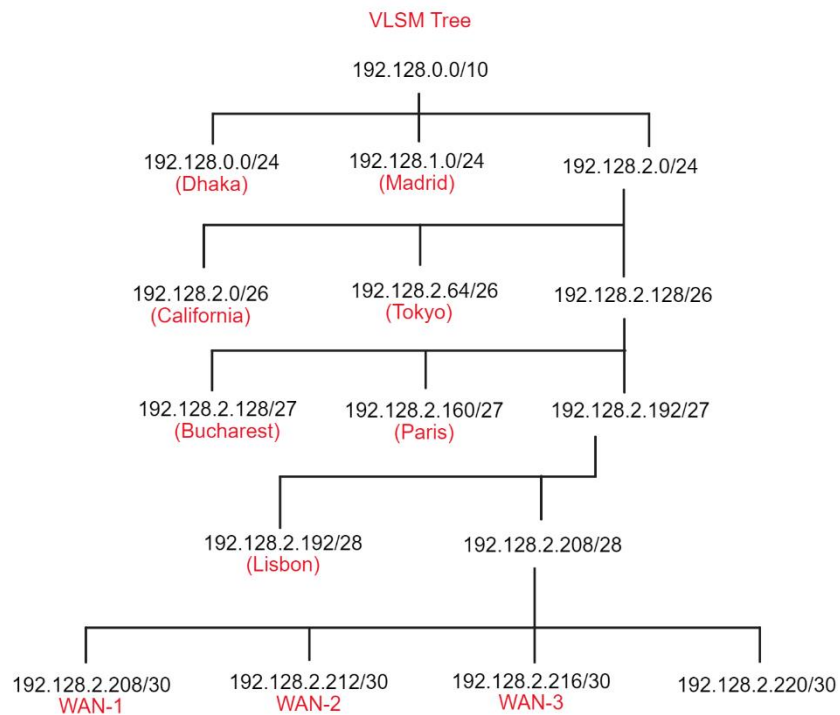 VLSM Tree
192.128.0.0/10
192.128.0.0/24
(Dhaka)
192.128.1.0/24
(Madrid)
192.128.2.0/24
192.128.2.0/26
(California)
192.128.2.64/26
(Tokyo)
192.128.2.128/26
192.128.2.128/27
(Bucharest)
192.128.2.160/27
(Paris)
192.128.2.192/27
192.128.2.192/28
(Lisbon)
192.128.2.208/28
192.128.2.208/30
WAN-1
192.128.2.212/30
WAN-2
192.128.2.216/30
WAN-3
192.128.2.220/30